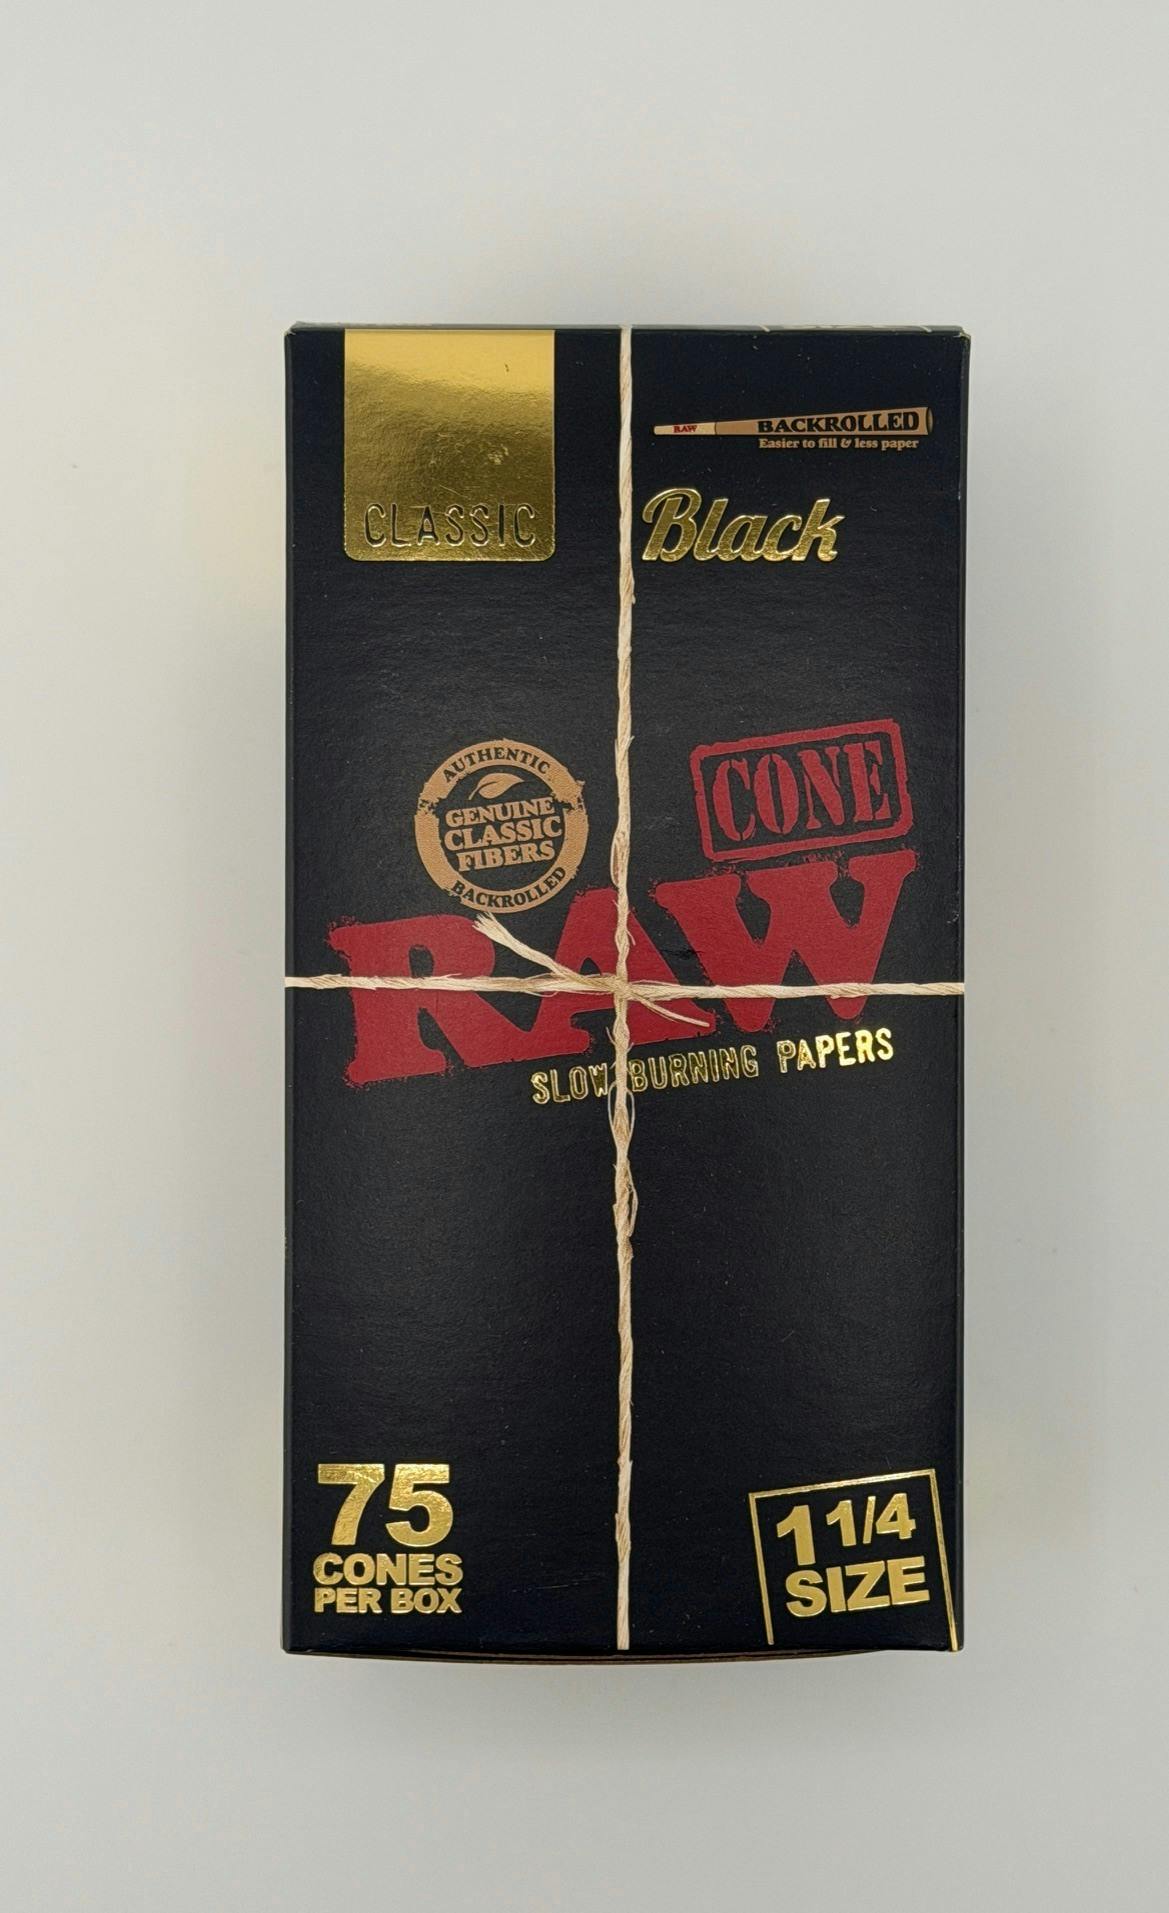 CLASSIC
RAW
BACKROLLED
Easier to fill & less paper
Black
AUTHENTIC
GENUINE
CLASSIC
FIBERS
BACKROLLED
CONE
RAW
SLOW BURNING PAPERS
75
CONES
PER BOX
1 1/4
SIZE